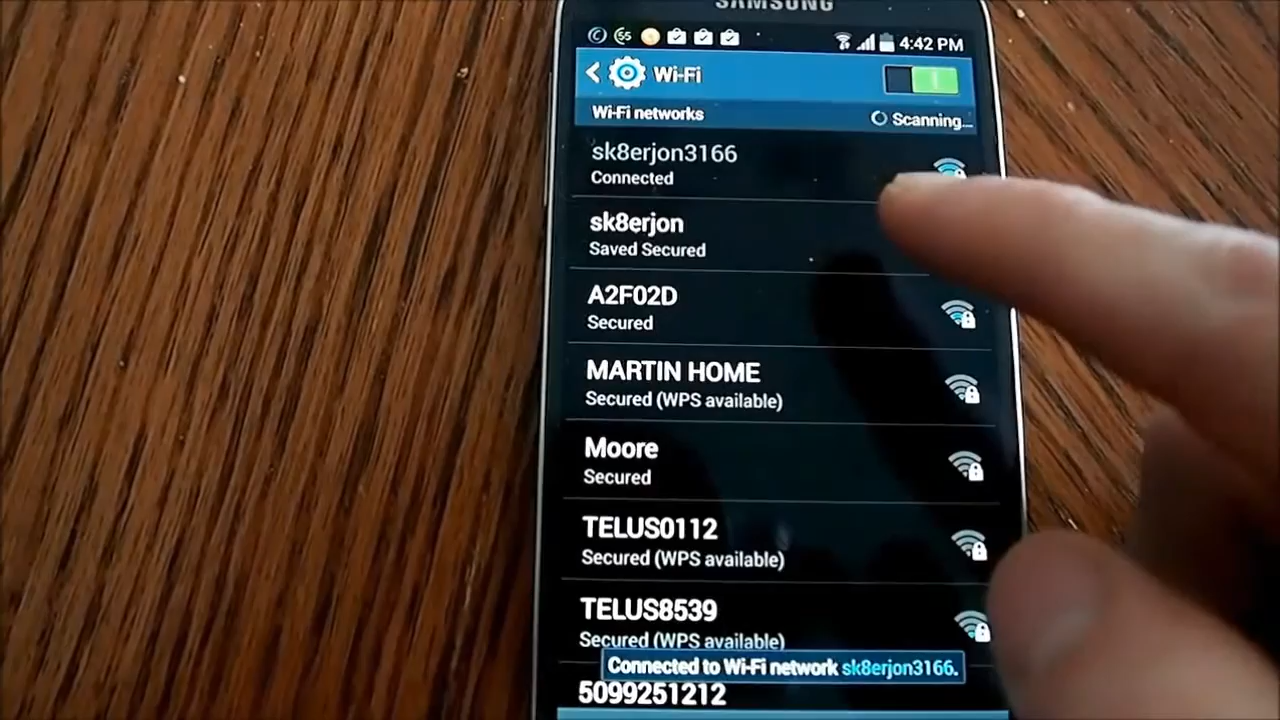 SAMSUNG
55 4:42 PM
Wi-Fi
Wi-Fi networks Scanning...
sk8erjon3166
Connected
sk8erjon
Saved Secured
A2F02D
Secured
MARTIN HOME
Secured (WPS available)
Moore
Secured
TELUS0112
Secured (WPS available)
TELUS8539
Secured (WPS available)
Connected to Wi-Fi network sk8erjon3166.
5099251212